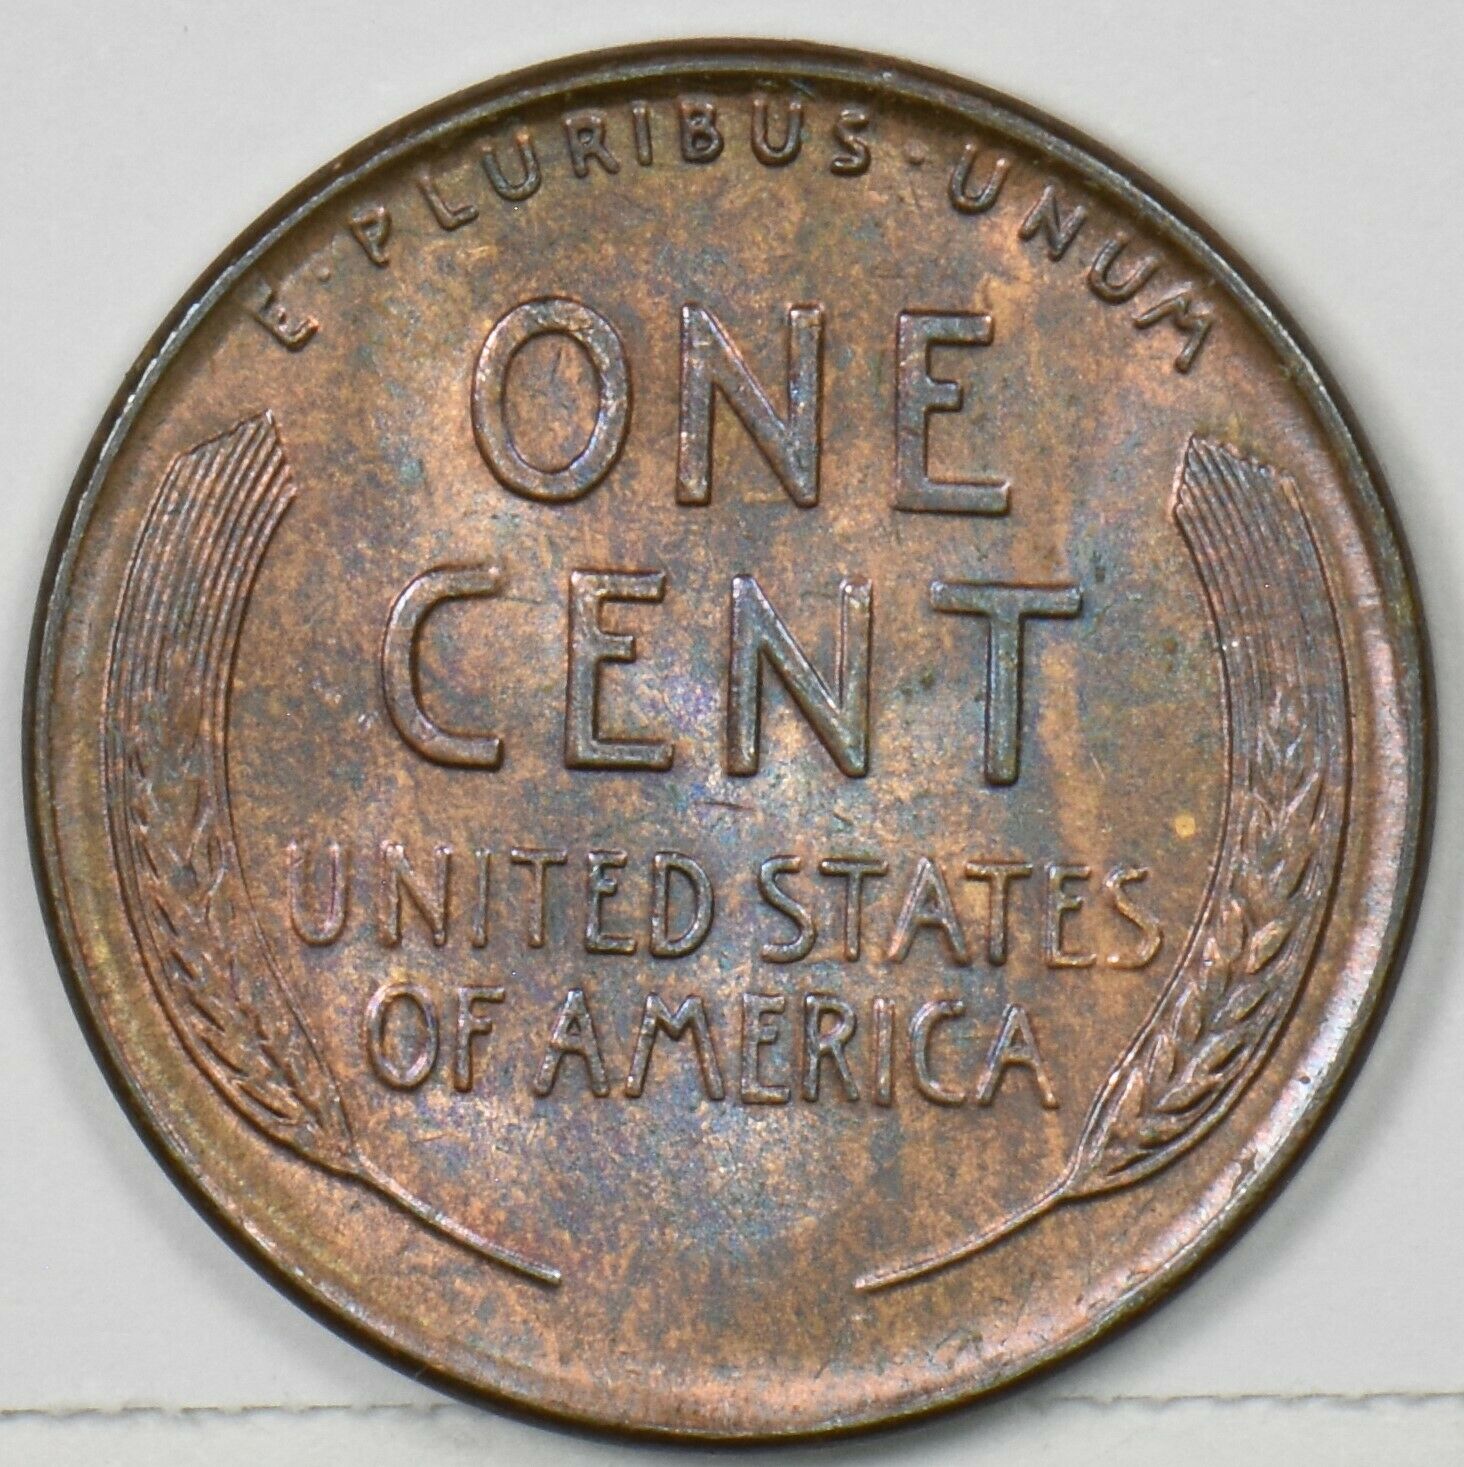 E·PLURIBUS·UNUM
ONE
CENT
UNITED STATES
OF AMERICA